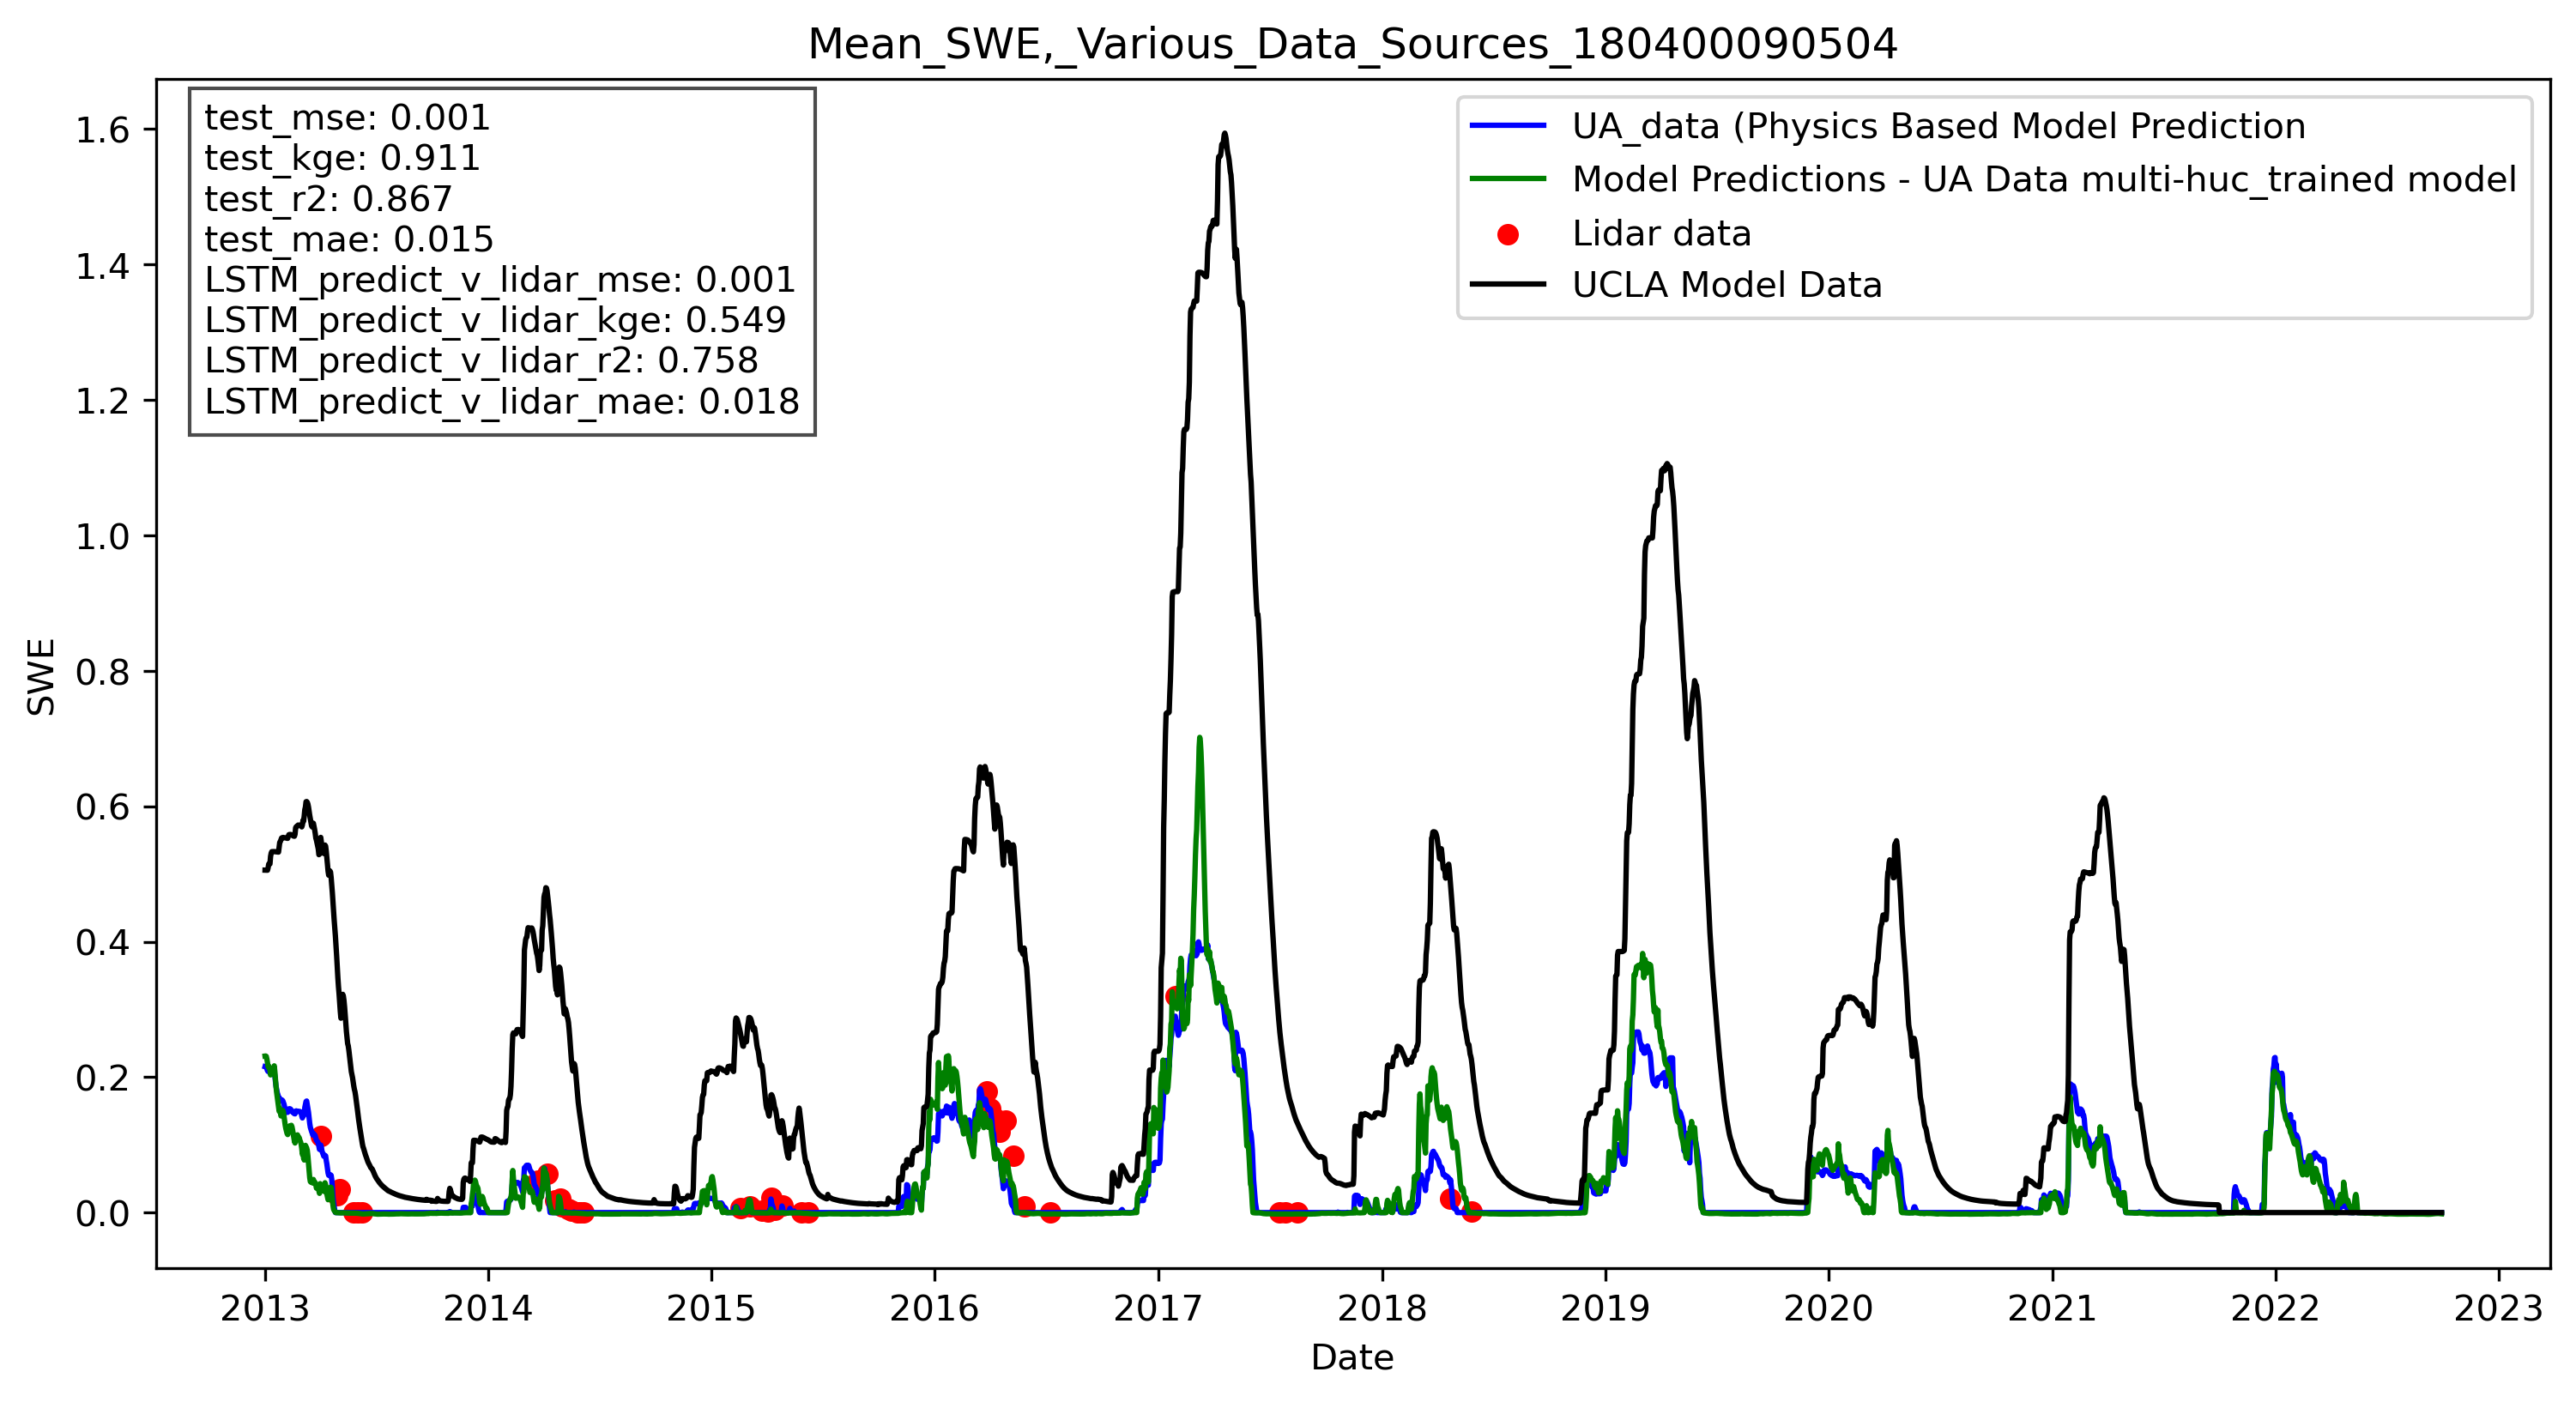 Mean_SWE,_Various_Data_Sources_180400090504
test_mse: 0.001
test_kge: 0.911
test_r2: 0.867
test_mae: 0.015
LSTM_predict_v_lidar_mse: 0.001
LSTM_predict_v_lidar_kge: 0.549
LSTM_predict_v_lidar_r2: 0.758
LSTM_predict_v_lidar_mae: 0.018
UA_data (Physics Based Model Prediction
Model Predictions - UA Data multi-huc_trained model
Lidar data
UCLA Model Data
1.6
1.4
1.2
1.0
0.8
0.6
0.4
0.2
0.0
SWE
2013 2014 2015 2016 2017 2018 2019 2020 2021 2022 2023
Date